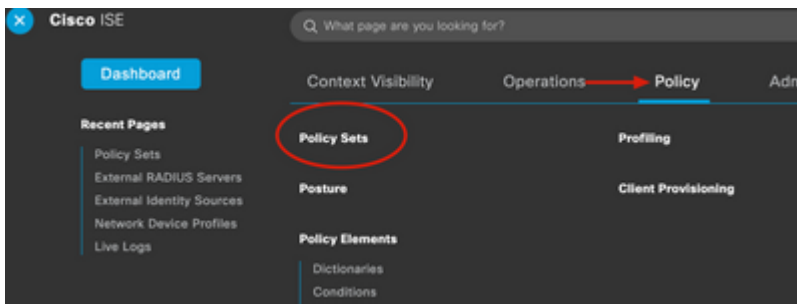 Cisco ISE
What page are you looking for?
Dashboard
Context Visibility
Operations
Policy
Adm
Recent Pages
Policy Sets
External RADIUS Servers
External Identity Sources
Network Device Profiles
Live Logs
Policy Sets
Profiling
Posture
Client Provisioning
Policy Elements
Dictionaries
Conditions